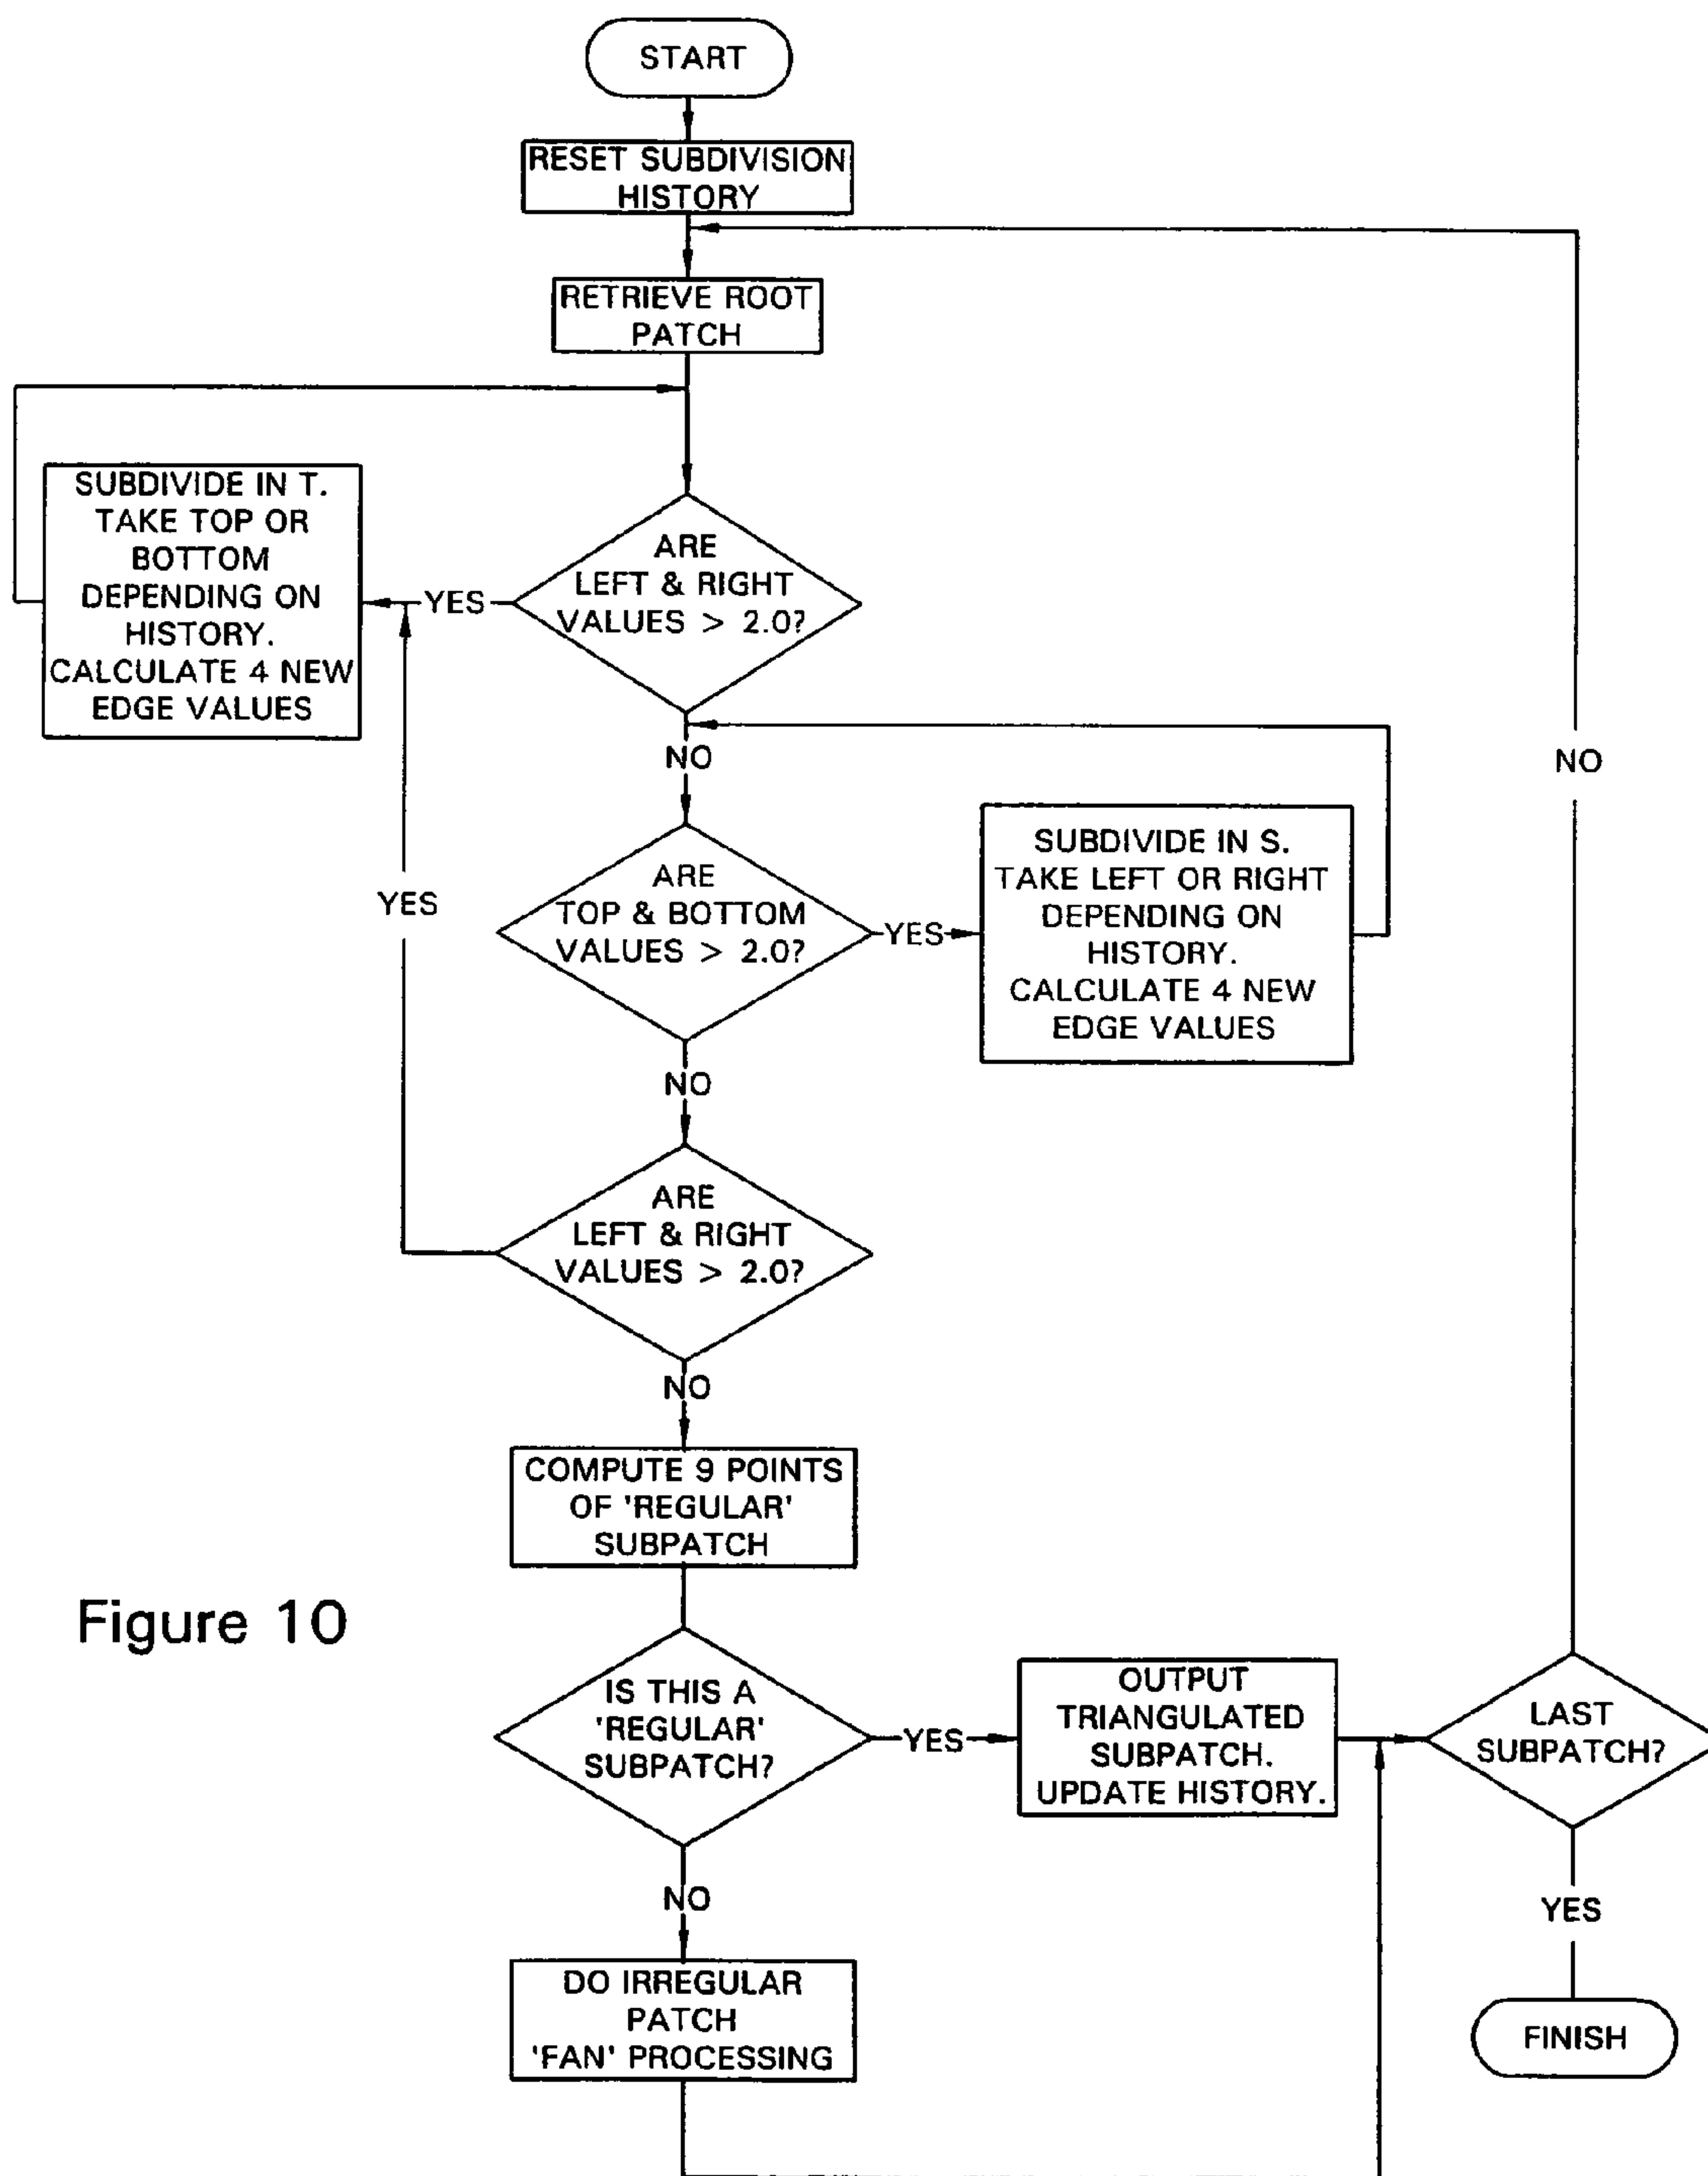 START
RESET SUBDIVISION
HISTORY
RETRIEVE ROOT
PATCH
SUBDIVIDE IN T.
TAKE TOP OR
BOTTOM
DEPENDING ON
HISTORY.
CALCULATE 4 NEW
EDGE VALUES
YES
ARE
LEFT & RIGHT
VALUES > 2.0?
NO
NO
YES
ARE
TOP & BOTTOM
VALUES > 2.0?
YES
SUBDIVIDE IN S.
TAKE LEFT OR RIGHT
DEPENDING ON
HISTORY.
CALCULATE 4 NEW
EDGE VALUES
NO
ARE
LEFT & RIGHT
VALUES > 2.0?
NO
COMPUTE 9 POINTS
OF 'REGULAR'
SUBPATCH
Figure 10
IS THIS A
'REGULAR'
SUBPATCH?
YES
OUTPUT
TRIANGULATED
SUBPATCH.
UPDATE HISTORY.
LAST
SUBPATCH?
NO
YES
DO IRREGULAR
PATCH
'FAN' PROCESSING
FINISH